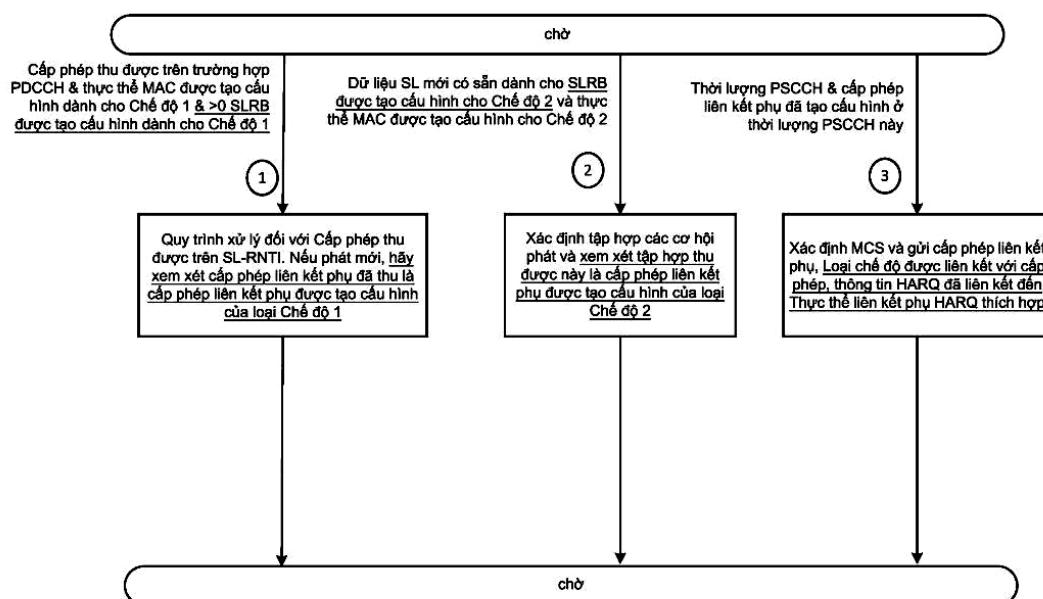 chờ
Cấp phép thu được trên trường hợp
PDCCH & thực thể MAC được tạo cấu
hình dành cho Chế độ 1 & >0 SLRB
được tạo cấu hình dành cho Chế độ 1
Dữ liệu SL mới có sẵn dành cho SLRB
được tạo cấu hình cho Chế độ 2 và thực
thể MAC được tạo cấu hình cho Chế độ 2
Thời lượng PSCCH & cấp phép
liên kết phụ đã tạo cấu hình ở
thời lượng PSCCH này
1
2
3
Quy trình xử lý đối với Cấp phép thu
được trên SL-RNTI. Nếu phát mới, hãy
xem xét cấp phép liên kết phụ đã thu là
cấp phép liên kết phụ được tạo cấu hình
của loại Chế độ 1
Xác định tập hợp các cơ hội
phát và xem xét tập hợp thu
được này là cấp phép liên kết
phụ được tạo cấu hình của loại
Chế độ 2
Xác định MCS và gửi cấp phép liên kết
phụ, Loại chế độ được liên kết với cấp
phép, thông tin HARQ đã liên kết đến
Thực thể liên kết phụ HARQ thích hợp
chờ